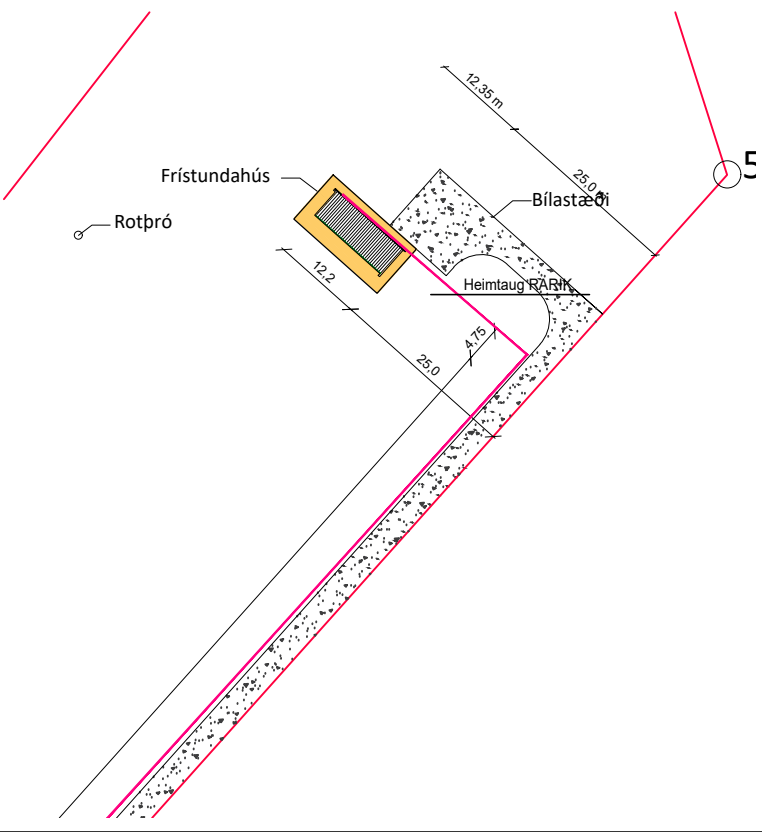 12,35 m
5
Frístundahús
25,0
Bílastæði
Rotþró
12,2
Heimtaug RARIK
4,75
25,0